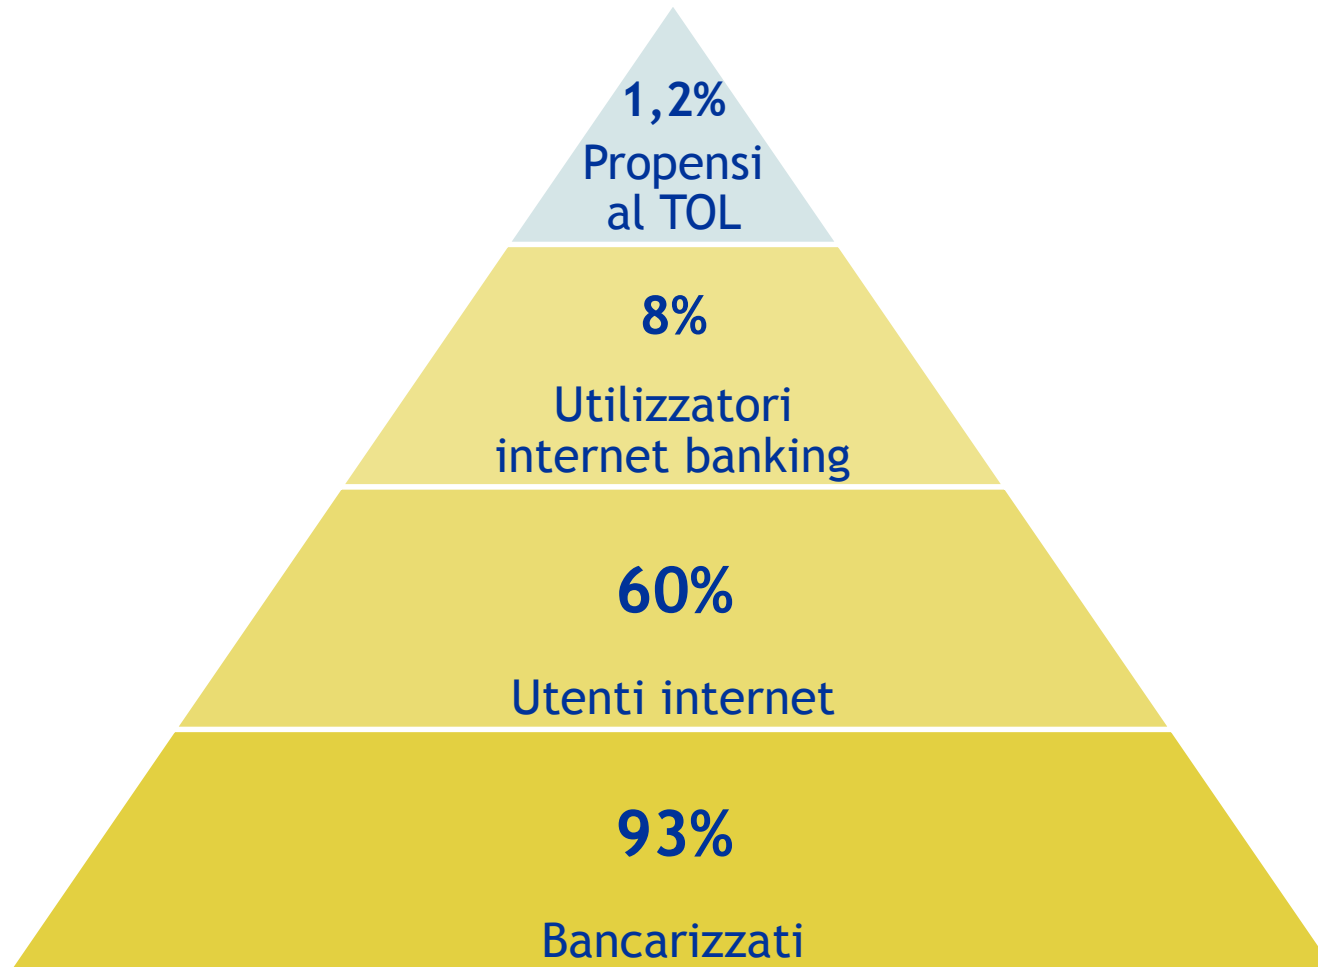 1,2%
Propensi
al TOL
8%
Utilizzatori
internet banking
60%
Utenti internet
93%
Bancarizzati